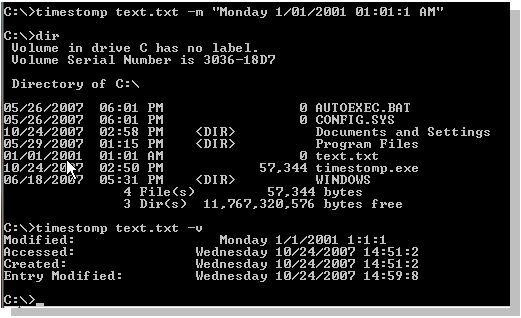 C:\>timestomp text.txt -m "Monday 1/01/2001 01:01:1 AM"
C:\>dir
Volume in drive C has no label.
Volume Serial Number is 3036-18D7
Directory of C:\
05/26/2007 06:01 PM 0 AUTOEXEC.BAT
05/26/2007 06:01 PM 0 CONFIG.SYS
10/24/2007 02:58 PM <DIR> Documents and Settings
05/29/2007 01:15 PM <DIR> Program Files
01/01/2001 01:01 AM 0 text.txt
10/24/2007 02:50 PM 57,344 timestomp.exe
06/18/2007 05:31 PM <DIR> WINDOWS
4 File(s) 57,344 bytes
3 Dir(s) 11,767,320,576 bytes free
C:\>timestomp text.txt -v
Modified: Monday 1/1/2001 1:1:1
Accessed: Wednesday 10/24/2007 14:51:2
Created: Wednesday 10/24/2007 14:51:2
Entry Modified: Wednesday 10/24/2007 14:59:8
C:\>_